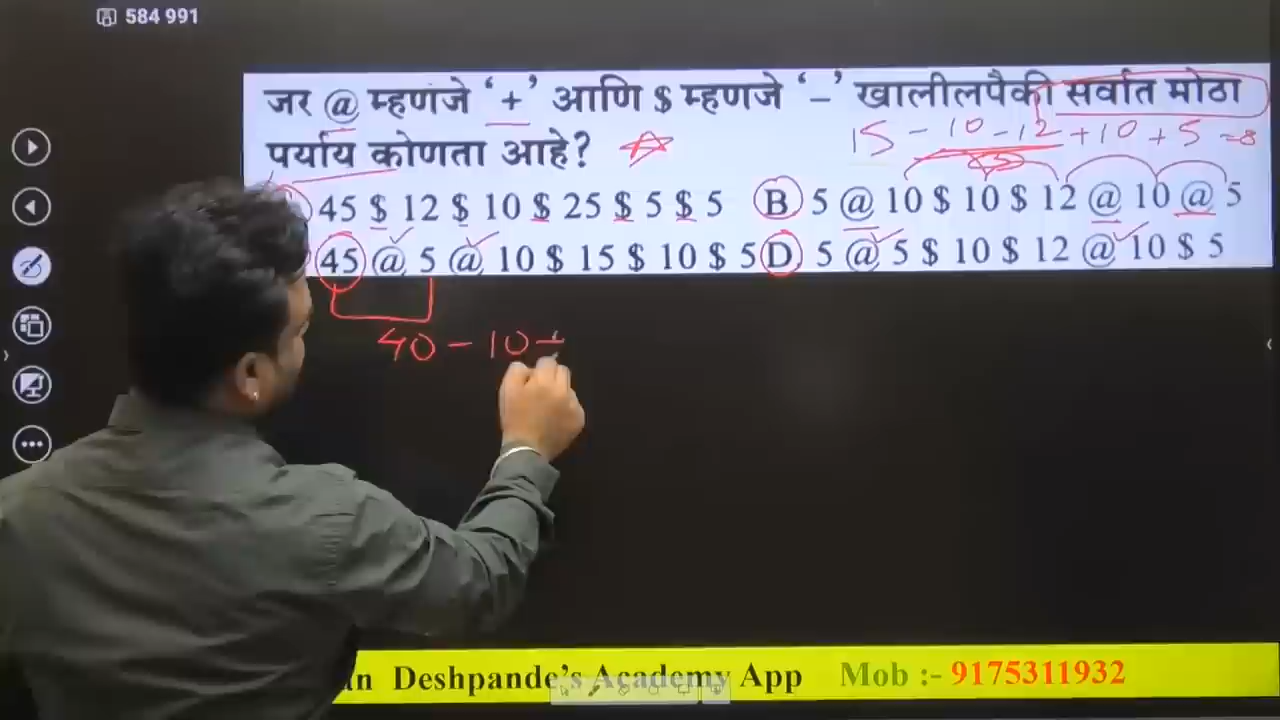 584 991
जर @ म्हणजे ‘+’ आणि $ म्हणजे ‘–’ खालीलपैकी सर्वात मोठा
पर्याय कोणता आहे?
15 - 10 - 12 + 10 + 5 = 8
45 $ 12 $ 10 $ 25 $ 5 $ 5
B 5 @ 10 $ 10 $ 12 @ 10 @ 5
45 @ 5 @ 10 $ 15 $ 10 $ 5
D 5 @ 5 $ 10 $ 12 @ 10 $ 5
40 - 10 +
Deshpande’s Academy App Mob :- 9175311932